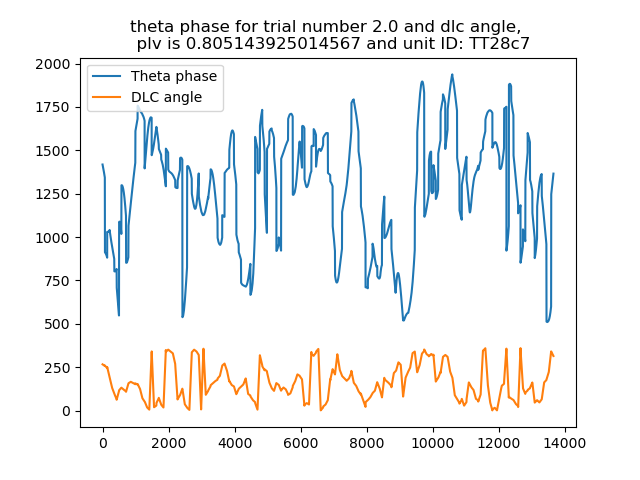 theta phase for trial number 2.0 and dlc angle,
plv is 0.805143925014567 and unit ID: TT28c7
Theta phase
DLC angle
2000
1750
1500
1250
1000
750
500
250
0
0 2000 4000 6000 8000 10000 12000 14000